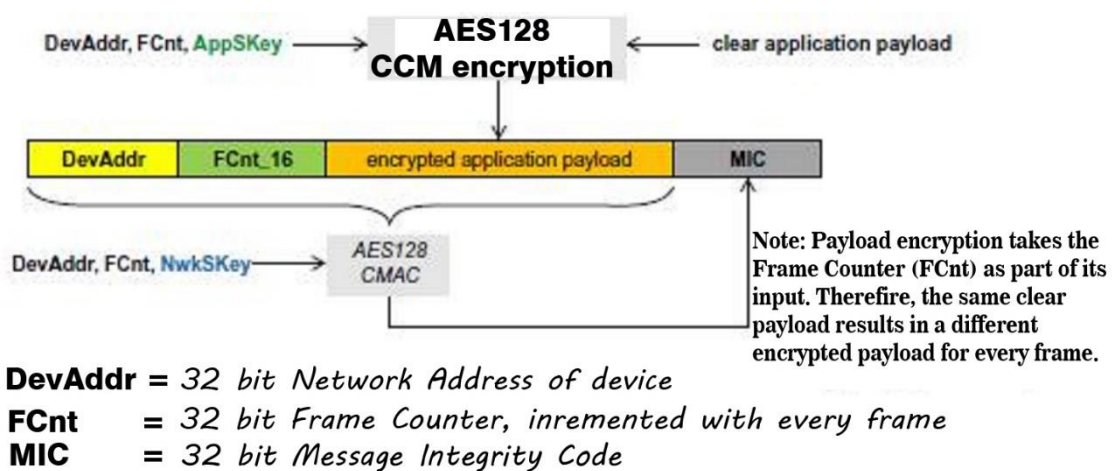 DevAddr, FCnt, AppSKey
AES128
CCM encryption
clear application payload
DevAddr
FCnt_16
encrypted application payload
MIC
DevAddr, FCnt, NwkSKey
AES128
CMAC
Note: Payload encryption takes the
Frame Counter (FCnt) as part of its
input. Therifire, the same clear
payload results in a different
encrypted payload for every frame.
DevAddr = 32 bit Network Address of device
FCnt = 32 bit Frame Counter, inremented with every frame
MIC = 32 bit Message Integrity Code